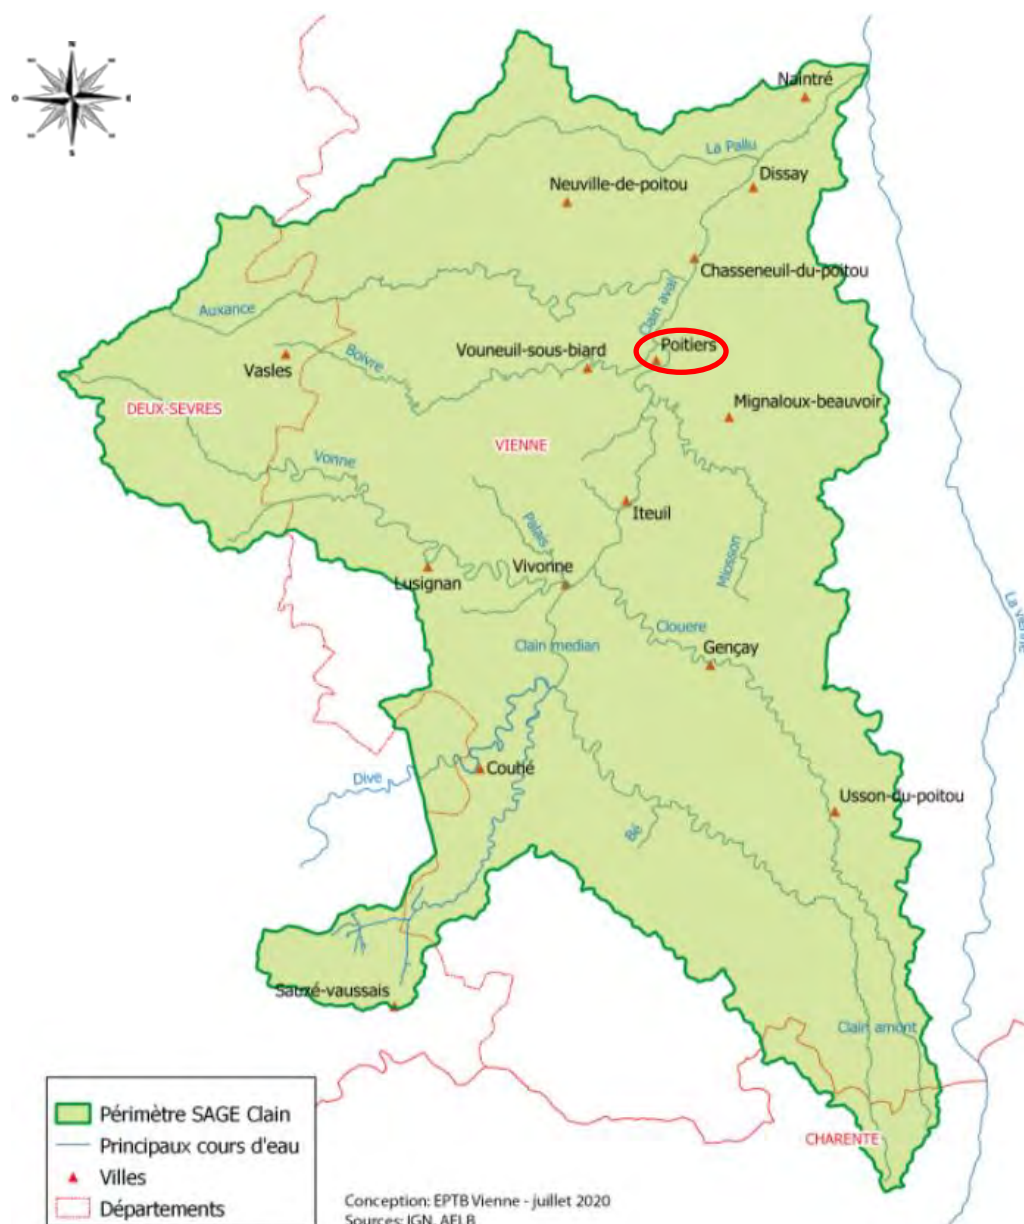 N
O
E
S
Naintré
La Pallu
Dissay
Neuville-de-poitou
Chasseneuil-du-poitou
Auxance
Clain aval
Boivre
Vouneuil-sous-biard
Poitiers
Vasles
Mignaloux-beauvoir
DEUX-SEVRES
VIENNE
Vonne
Iteuil
Palais
Miosson
Vivonne
Lusignan
La vienne
Clouere
Clain median
Gençay
Couhé
Dive
Usson-du-poitou
Bé
Sauzé-vaussais
Clain amont
CHARENTE
Périmètre SAGE Clain
Principaux cours d'eau
Villes
Départements
Conception: EPTB Vienne - juillet 2020
Sources: IGN, AELB